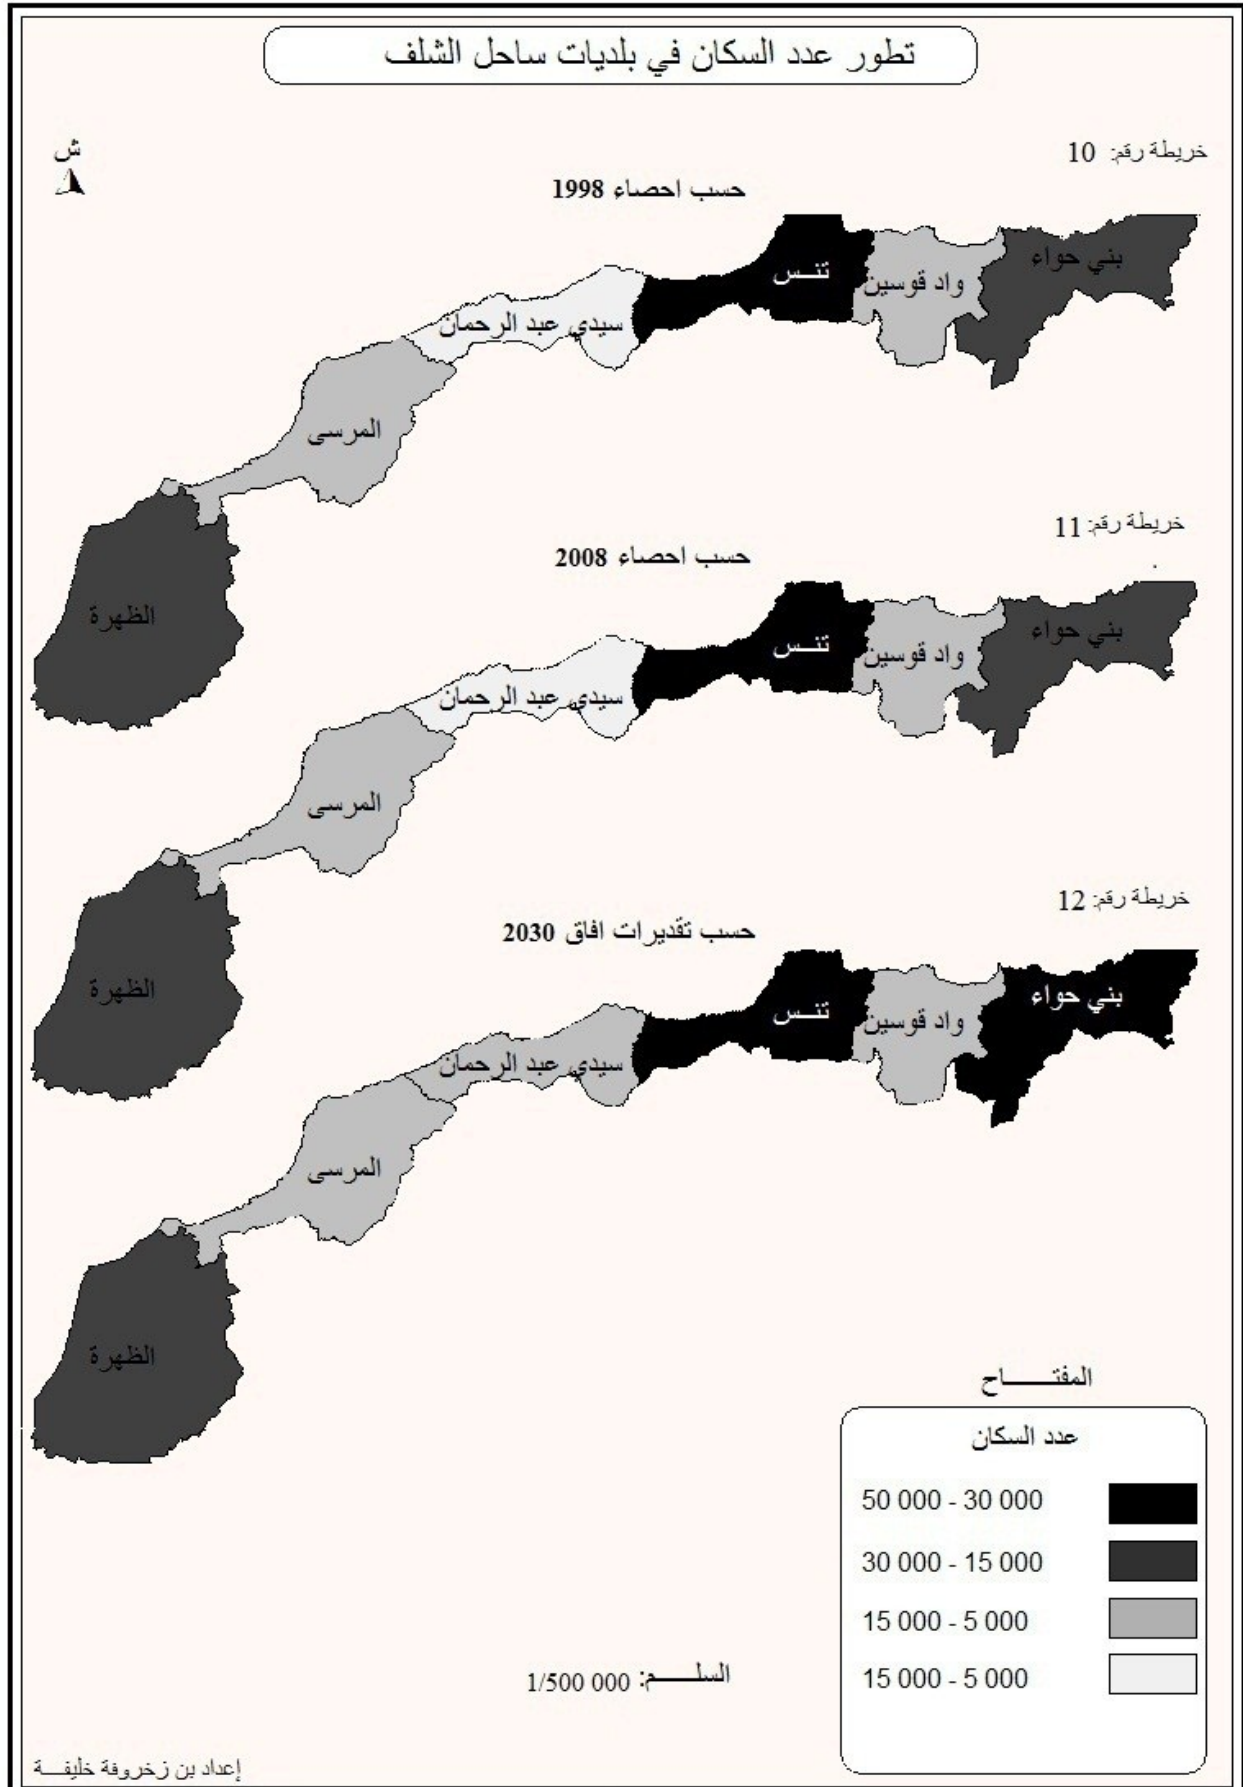 تطور عدد السكان في بلديات ساحل الشلف
خريطة رقم: 10
ش
حسب احصاء 1998
بني حواء
واد قوسين
تنــس
سيدي عبد الرحمان
المرسى
الظهرة
خريطة رقم: 11
حسب احصاء 2008
بني حواء
واد قوسين
تنــس
سيدي عبد الرحمان
المرسى
الظهرة
خريطة رقم: 12
حسب تقديرات افاق 2030
بني حواء
واد قوسين
تنــس
سيدي عبد الرحمان
المرسى
الظهرة
المفتـــــاح
عدد السكان
50 000 - 30 000
30 000 - 15 000
15 000 - 5 000
15 000 - 5 000
السلـــــم: 1/500 000
إعداد بن زخروفة خليفـــة